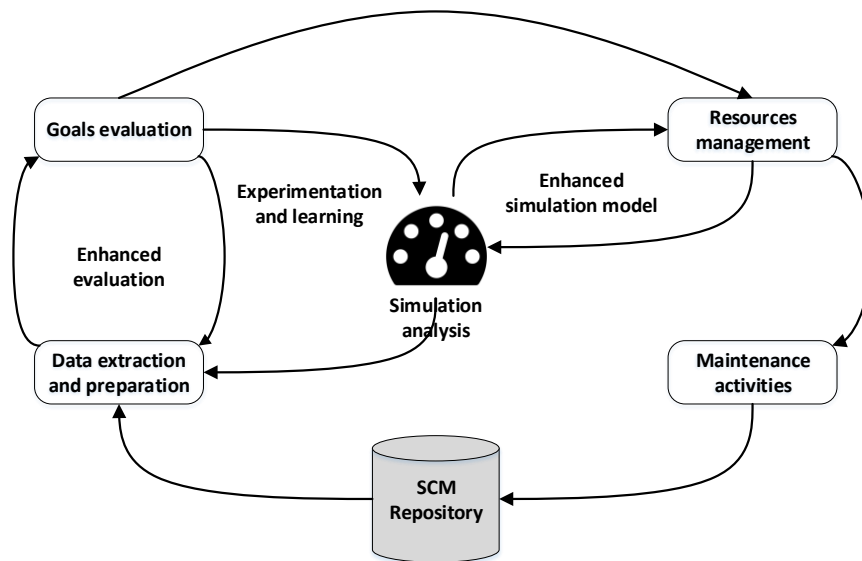 Goals evaluation
Resources
management
Experimentation
and learning
Enhanced
simulation model
Enhanced
evaluation
Simulation
analysis
Data extraction
and preparation
Maintenance
activities
SCM
Repository